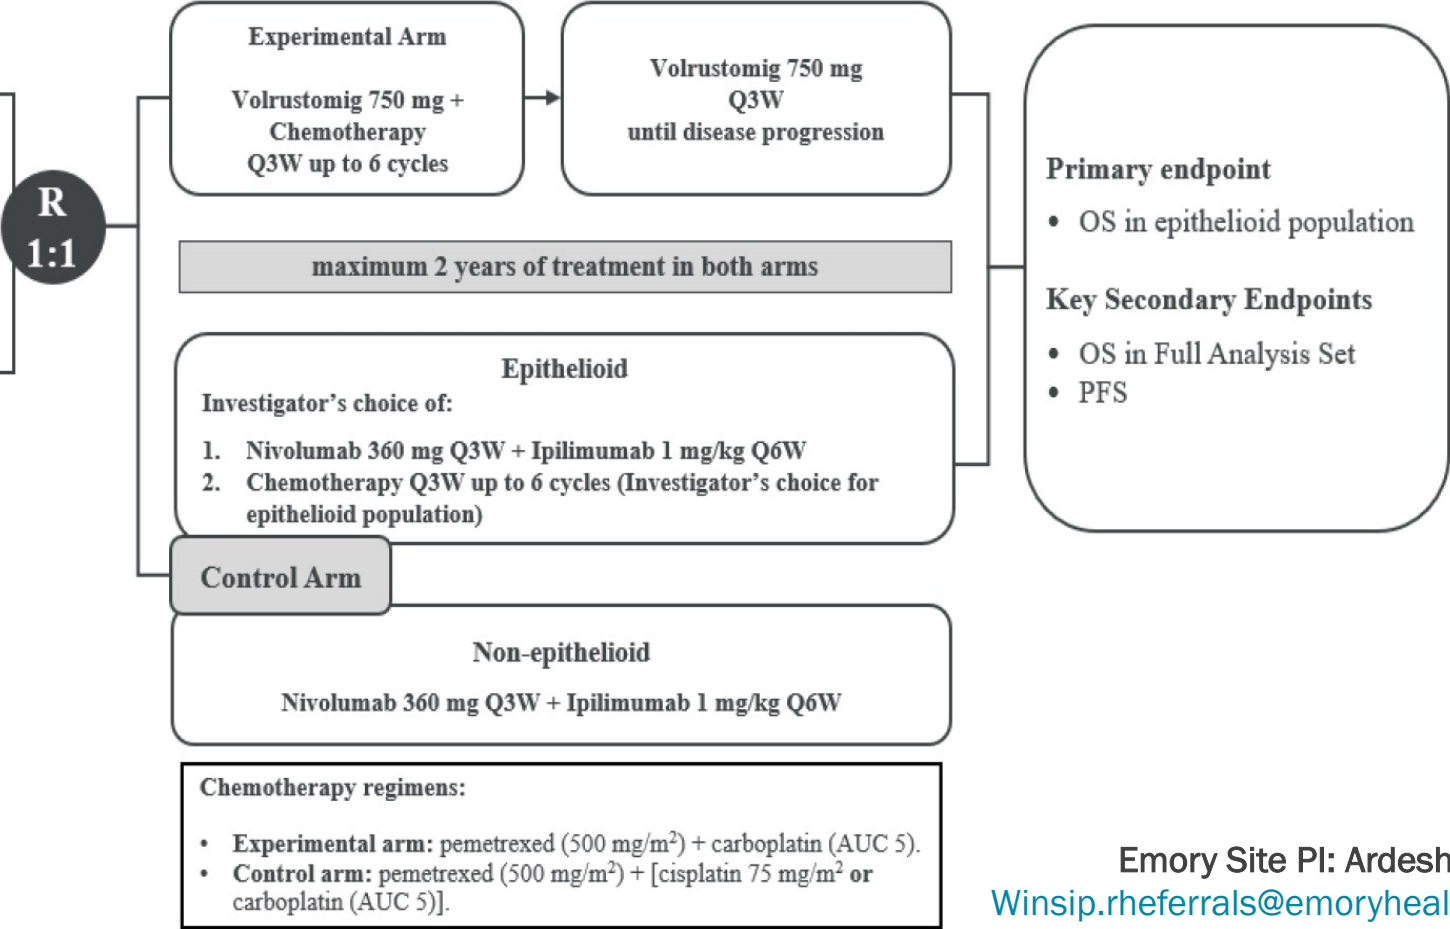 Experimental Arm
Volrustomig 750 mg +
Chemotherapy
Q3W up to 6 cycles
Volrustomig 750 mg
Q3W
until disease progression
R
1:1
maximum 2 years of treatment in both arms
Epithelioid
Investigator’s choice of:
1. Nivolumab 360 mg Q3W + Ipilimumab 1 mg/kg Q6W
2. Chemotherapy Q3W up to 6 cycles (Investigator’s choice for
epithelioid population)
Control Arm
Non-epithelioid
Nivolumab 360 mg Q3W + Ipilimumab 1 mg/kg Q6W
Chemotherapy regimens:
• Experimental arm: pemetrexed (500 mg/m²) + carboplatin (AUC 5).
• Control arm: pemetrexed (500 mg/m²) + [cisplatin 75 mg/m² or
carboplatin (AUC 5)].
Primary endpoint
• OS in epithelioid population
Key Secondary Endpoints
• OS in Full Analysis Set
• PFS
Emory Site PI: Ardesh
Winsip.rheferrals@emoryheal